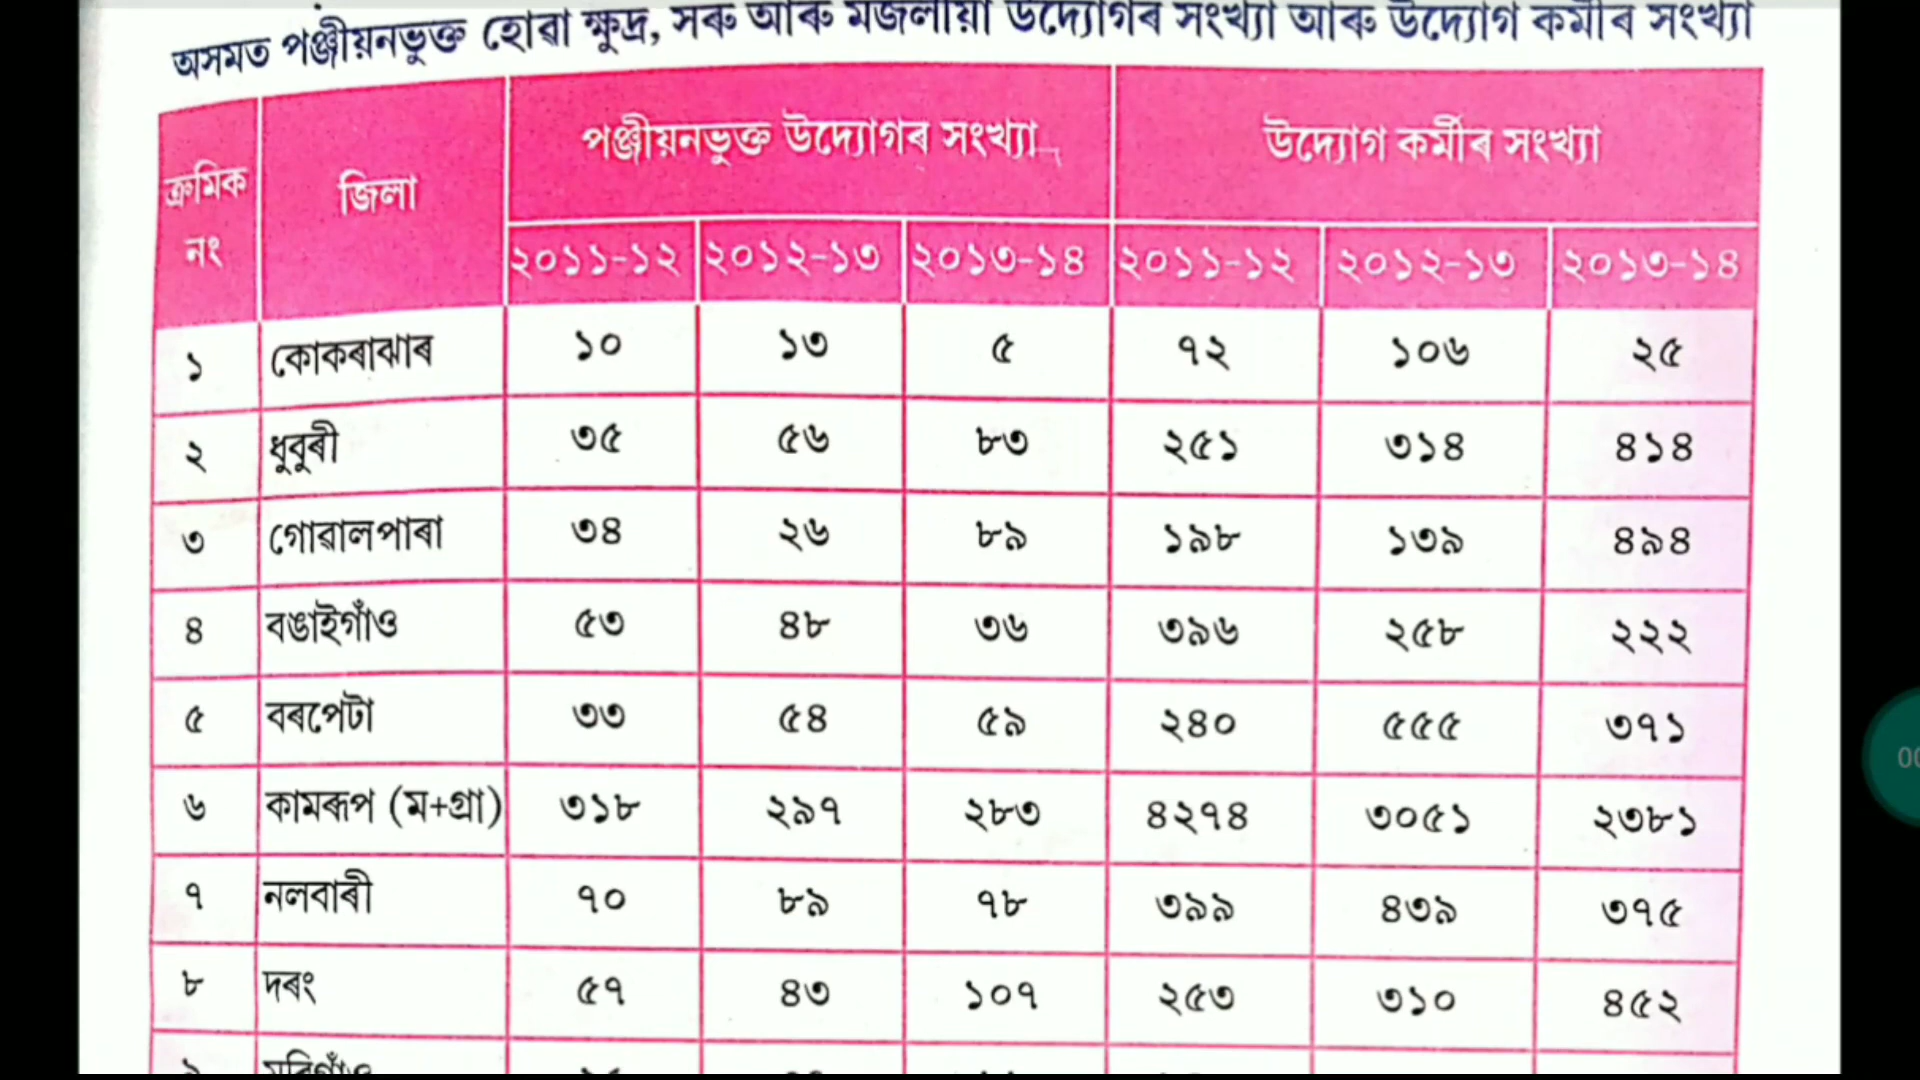 অসমত পঞ্জীয়নভুক্ত হোৱা ক্ষুদ্ৰ, সৰু আৰু মজলীয়া উদ্যোগৰ সংখ্যা আৰু উদ্যোগ কৰ্মীৰ সংখ্যা
ক্ৰমিক নং জিলা পঞ্জীয়নভুক্ত উদ্যোগৰ সংখ্যা উদ্যোগ কৰ্মীৰ সংখ্যা
২০১১-১২ ২০১২-১৩ ২০১৩-১৪ ২০১১-১২ ২০১২-১৩ ২০১৩-১৪
১ কোকৰাঝাৰ ১০ ১৩ ৫ ৭২ ১০৬ ২৫
২ ধুবুৰী ৩৫ ৫৬ ৮৩ ২৫১ ৩১৪ ৪১৪
৩ গোৱালপাৰা ৩৪ ২৬ ৮৯ ১৯৮ ১৩৯ ৪৯৪
৪ বঙাইগাঁও ৫৩ ৪৮ ৩৬ ৩৯৬ ২৫৮ ২২২
৫ বৰপেটা ৩৩ ৫৪ ৫৯ ২৪০ ৫৫৫ ৩৭১
৬ কামৰূপ (ম+গ্ৰা) ৩১৮ ২৯৭ ২৮৩ ৪২৭৪ ৩০৫১ ২৩৮১
৭ নলবাৰী ৭০ ৮৯ ৭৮ ৩৯৯ ৪৩৯ ৩৭৫
৮ দৰং ৫৭ ৪৩ ১০৭ ২৫৩ ৩১০ ৪৫২